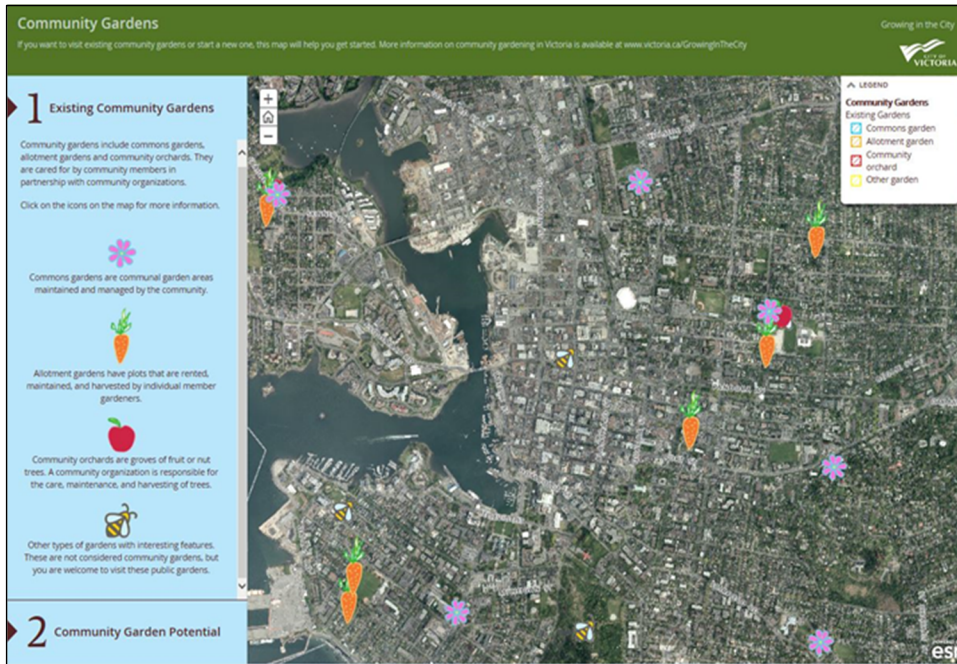 Community Gardens
Growing in the City
If you want to visit existing community gardens or start a new one, this map will help you get started. More information on community gardening in Victoria is available at www.victoria.ca/GrowingInTheCity
CITY OF
VICTORIA
1 Existing Community Gardens
Community gardens include commons gardens,
allotment gardens and community orchards. They
are cared for by community members in
partnership with community organizations.
Click on the icons on the map for more information.
Commons gardens are communal garden areas
maintained and managed by the community.
Allotment gardens have plots that are rented,
maintained, and harvested by individual member
gardeners.
Community orchards are groves of fruit or nut
trees. A community organization is responsible for
the care, maintenance, and harvesting of trees.
Other types of gardens with interesting features.
These are not considered community gardens, but
you are welcome to visit these public gardens.
2 Community Garden Potential
LEGEND
Community Gardens
Existing Gardens
Commons garden
Allotment garden
Community
orchard
Other garden